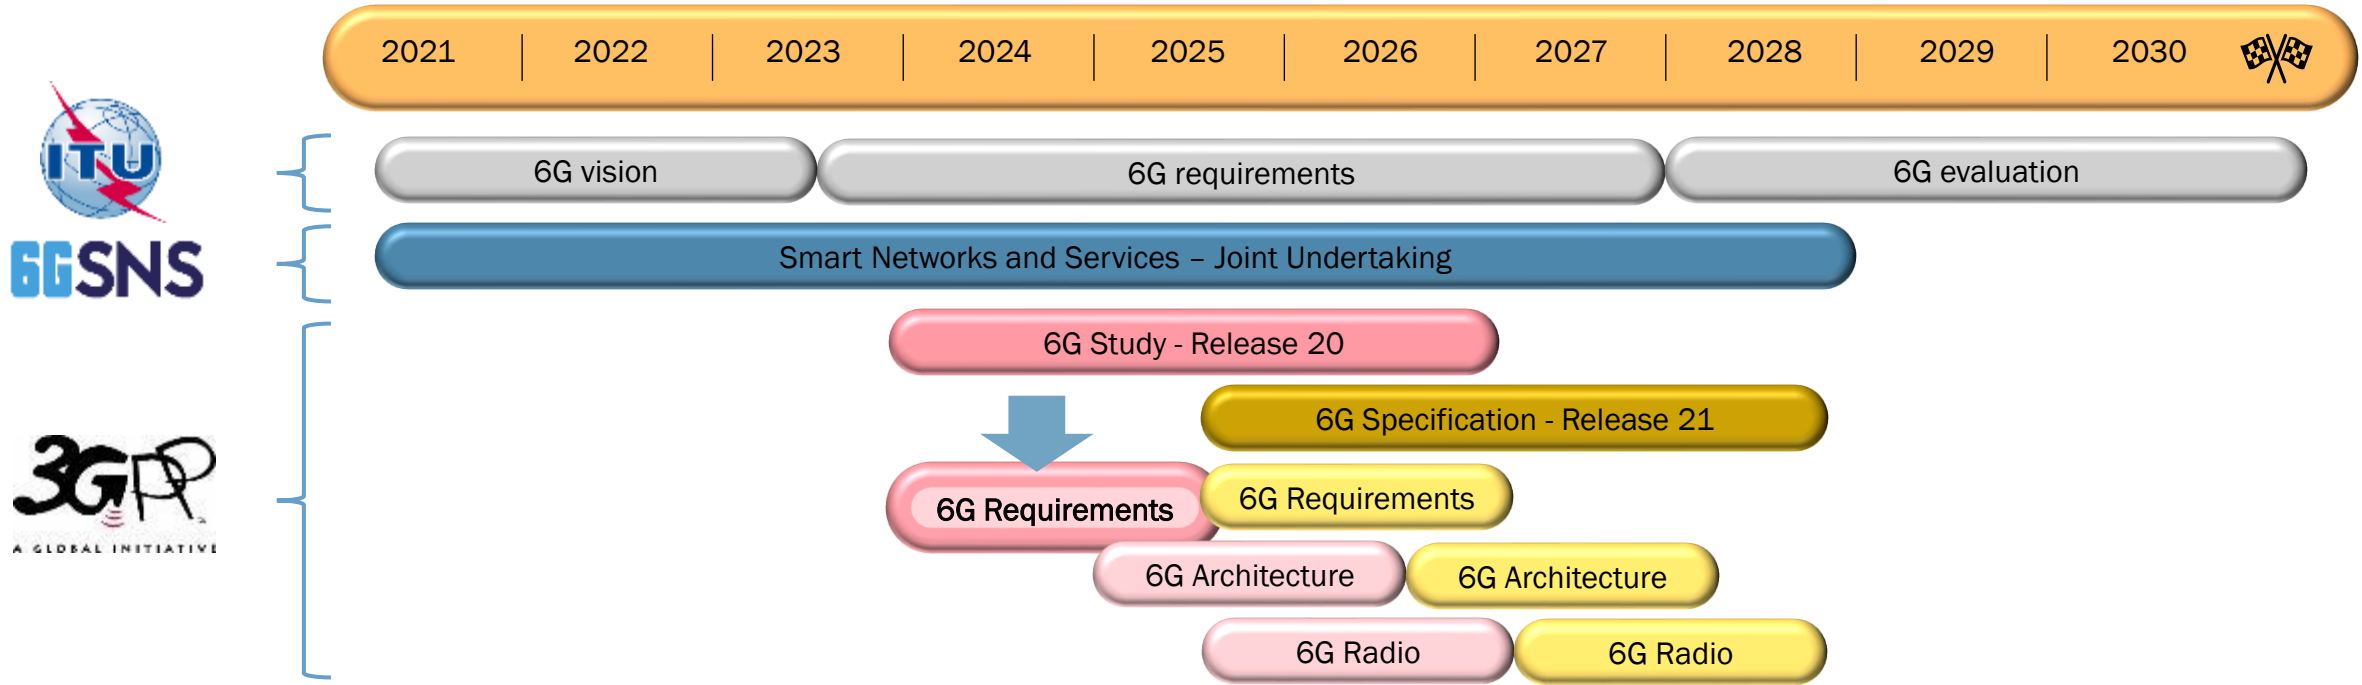 2021 2022 2023 2024 2025 2026 2027 2028 2029 2030
ITU
6G vision 6G requirements 6G evaluation
6GSNS
Smart Networks and Services – Joint Undertaking
6G Study - Release 20
6G Specification - Release 21
3GPP
A GLOBAL INITIATIVE
6G Requirements 6G Requirements
6G Architecture 6G Architecture
6G Radio 6G Radio